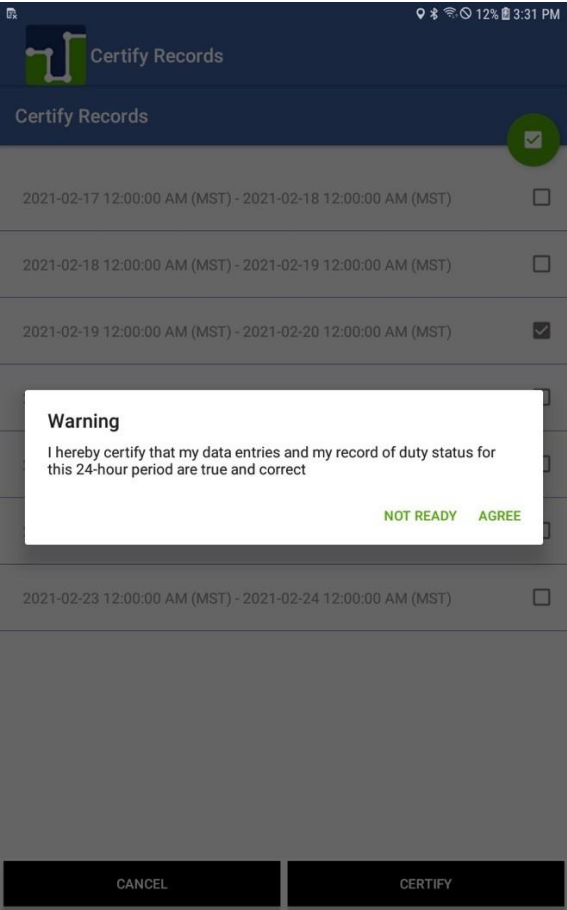 12% 3:31 PM
Certify Records
Certify Records
2021-02-17 12:00:00 AM (MST) - 2021-02-18 12:00:00 AM (MST)
2021-02-18 12:00:00 AM (MST) - 2021-02-19 12:00:00 AM (MST)
2021-02-19 12:00:00 AM (MST) - 2021-02-20 12:00:00 AM (MST)
Warning
I hereby certify that my data entries and my record of duty status for
this 24-hour period are true and correct
NOT READY AGREE
2021-02-23 12:00:00 AM (MST) - 2021-02-24 12:00:00 AM (MST)
CANCEL CERTIFY